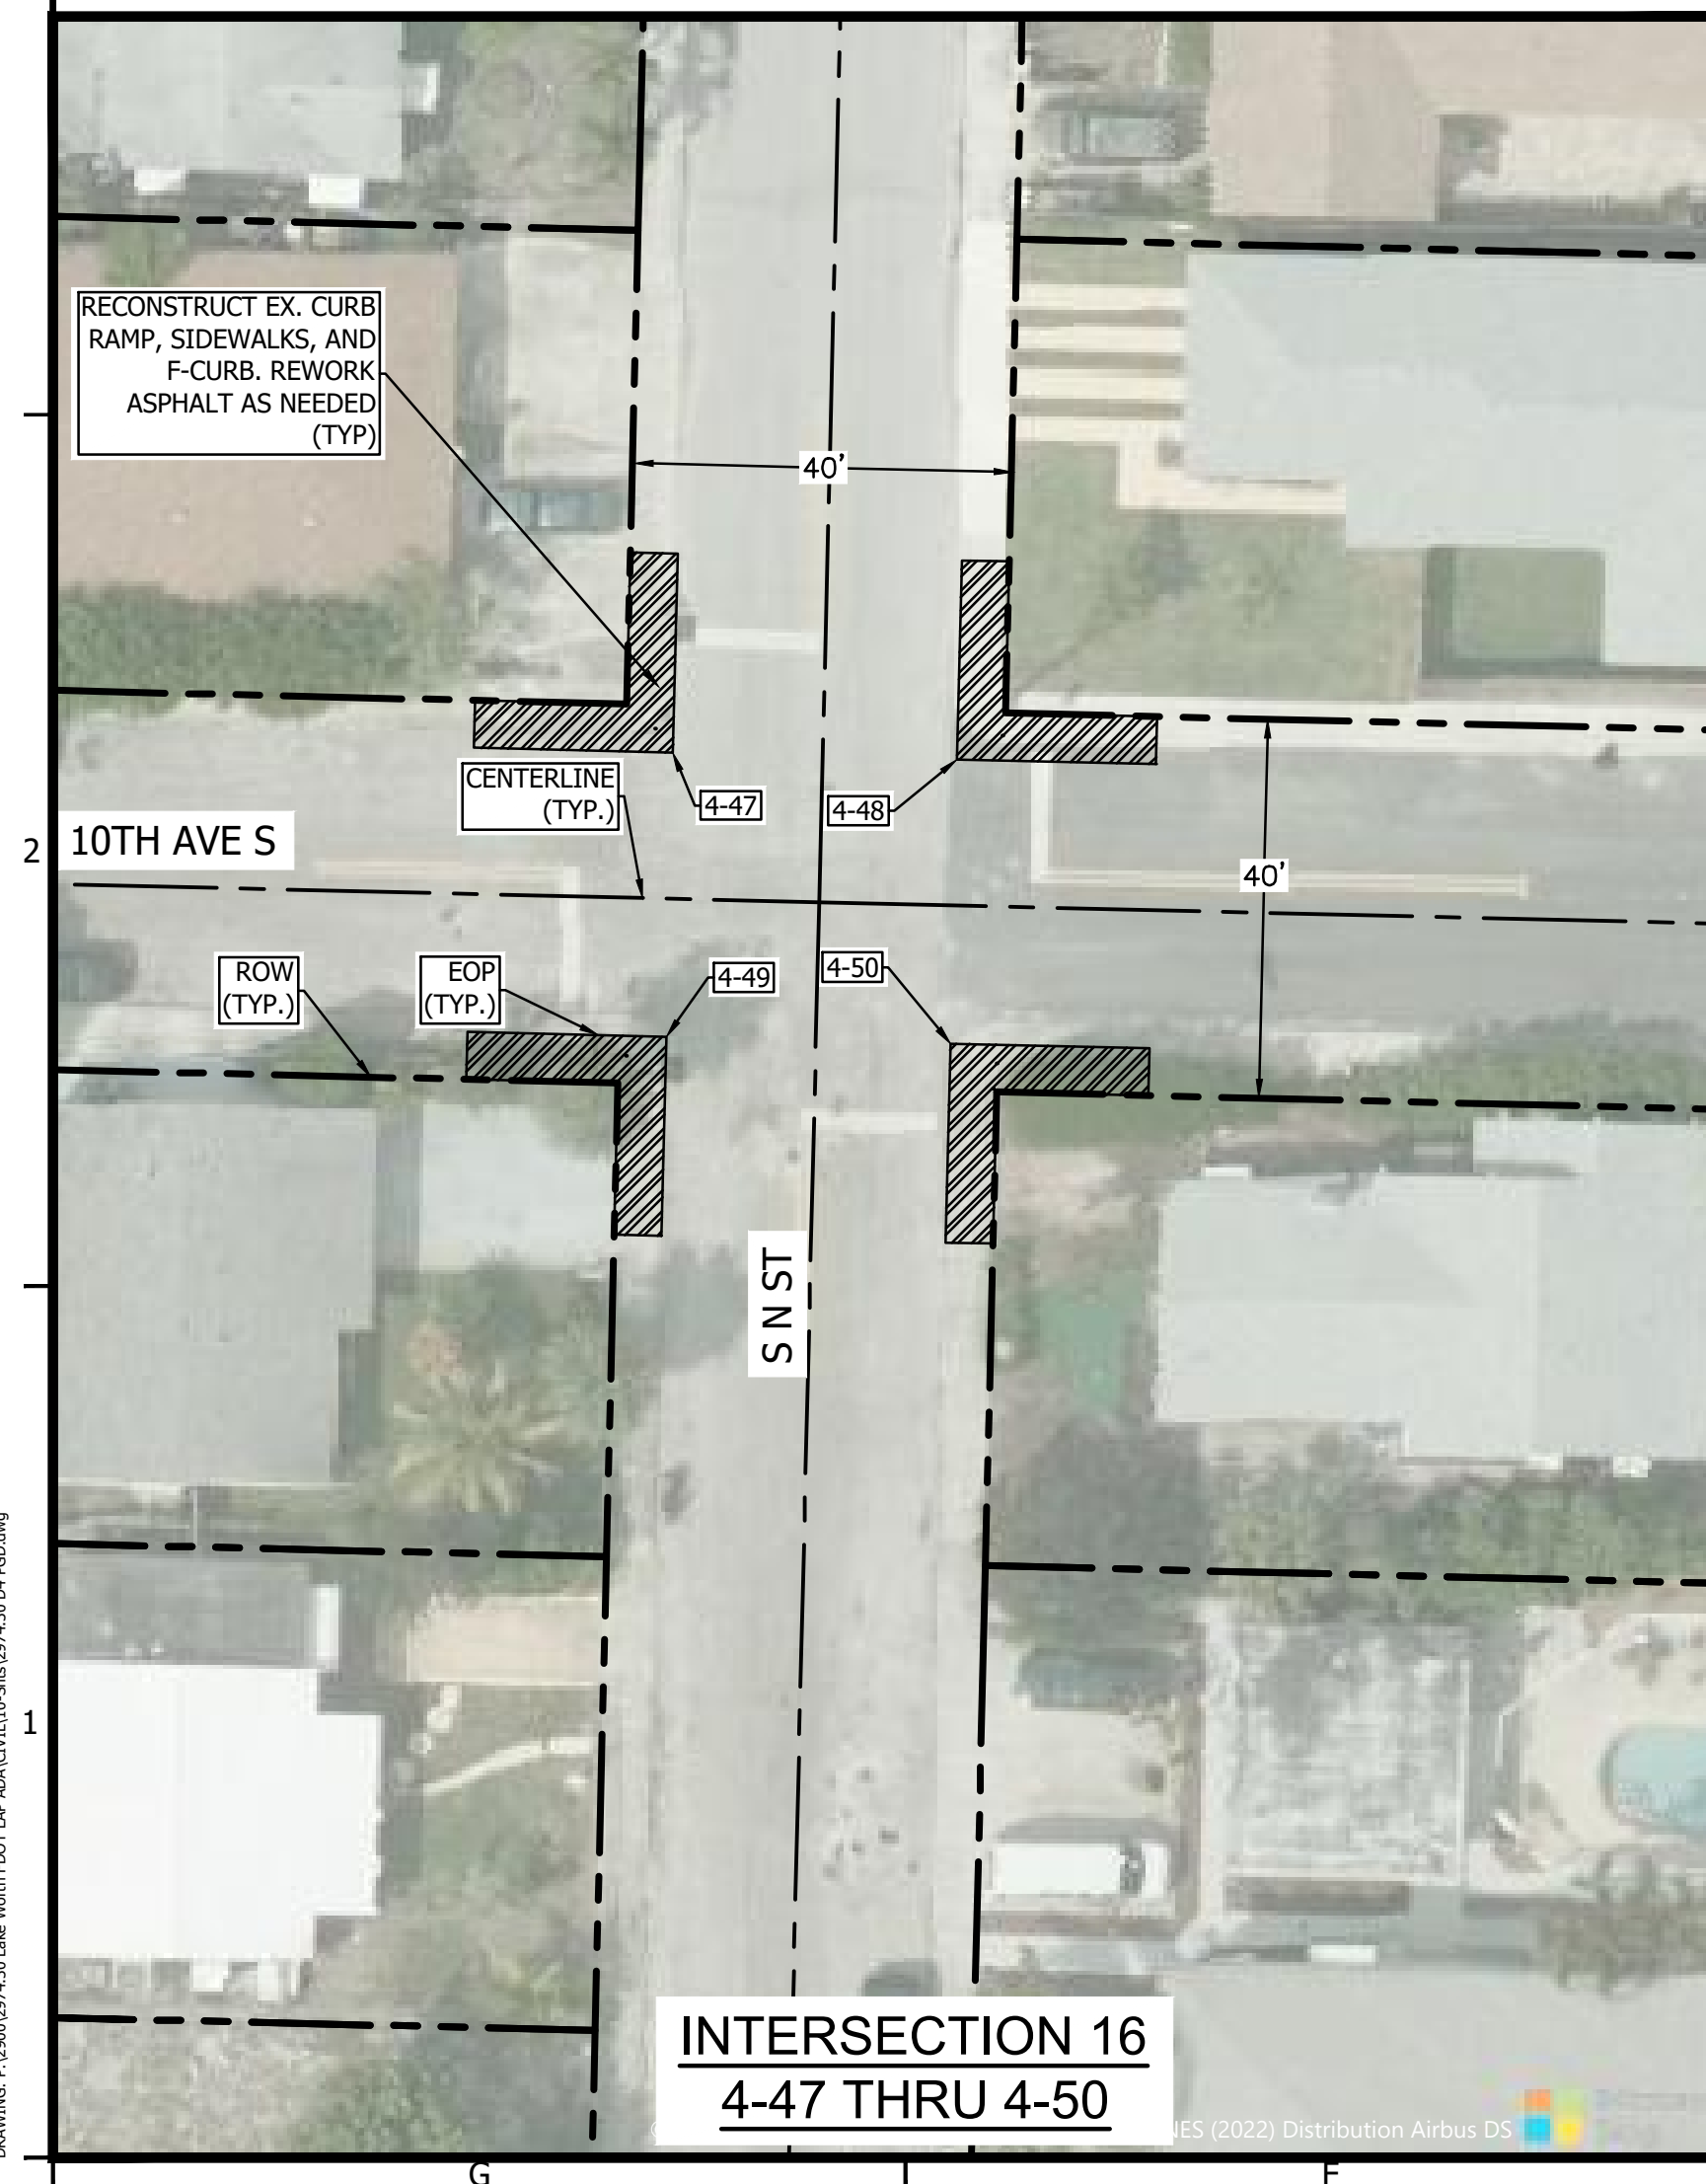 RECONSTRUCT EX. CURB
RAMP, SIDEWALKS, AND
F-CURB. REWORK
ASPHALT AS NEEDED
(TYP)
40'
CENTERLINE
(TYP.)
4-47
4-48
2
10TH AVE S
40'
ROW
(TYP.)
EOP
(TYP.)
4-49
4-50
S N ST
1
INTERSECTION 16
4-47 THRU 4-50
(2022) Distribution Airbus DS
G
F